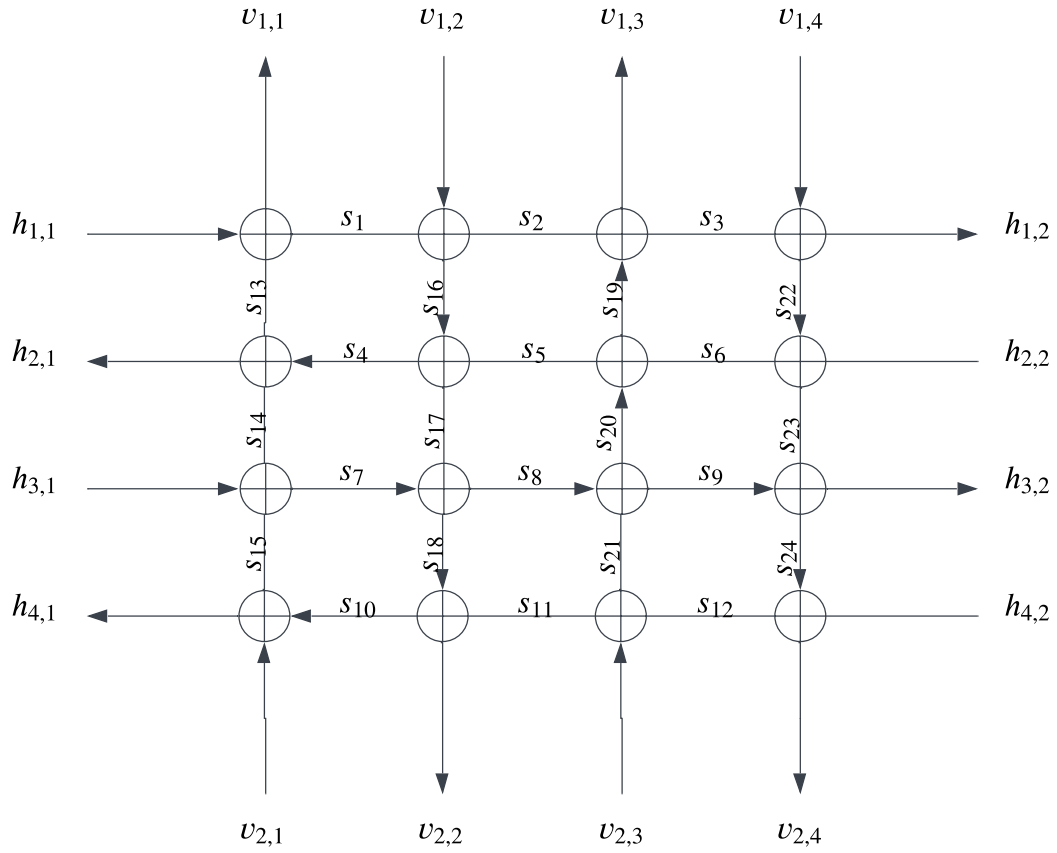 v1,1 v1,2 v1,3 v1,4
h1,1 s1 s2 s3 h1,2
s13 s16 s19 s22
h2,1 s4 s5 s6 h2,2
s14 s17 s20 s23
h3,1 s7 s8 s9 h3,2
s15 s18 s21 s24
h4,1 s10 s11 s12 h4,2
v2,1 v2,2 v2,3 v2,4